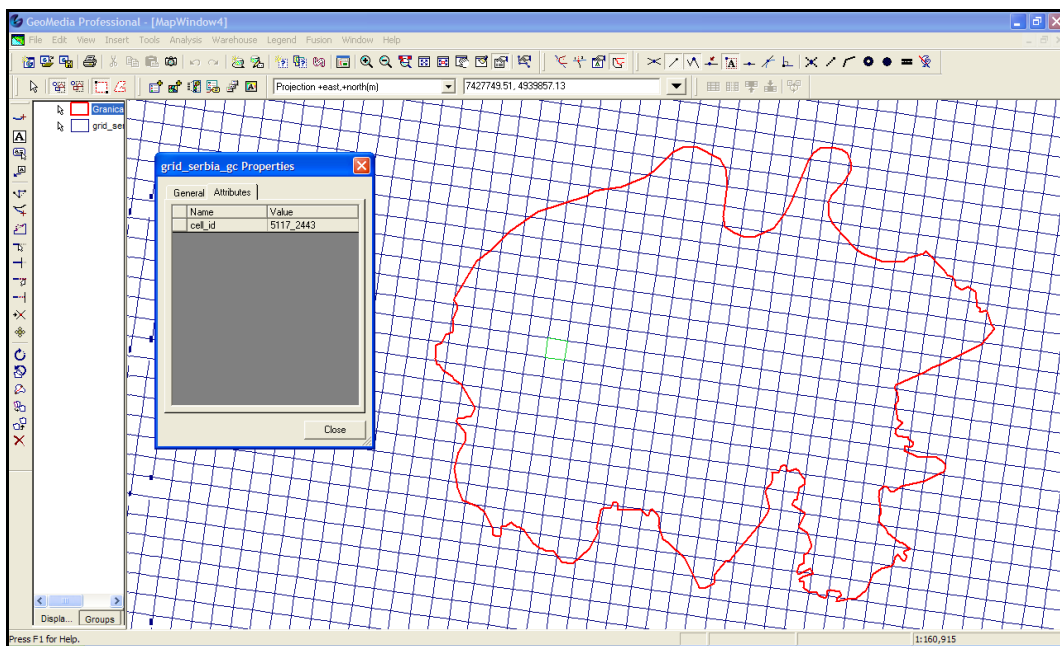 GeoMedia Professional - [MapWindow4]
File Edit View Insert Tools Analysis Warehouse Legend Fusion Window Help
Projection +east,+north(m) 7427749.51, 4939857.13
Granica
grid_ser
grid_serbia_gc Properties
General Attributes
Name Value
cell_id 5117_2443
Close
Displa... Groups
Press F1 for Help. 1:160,915